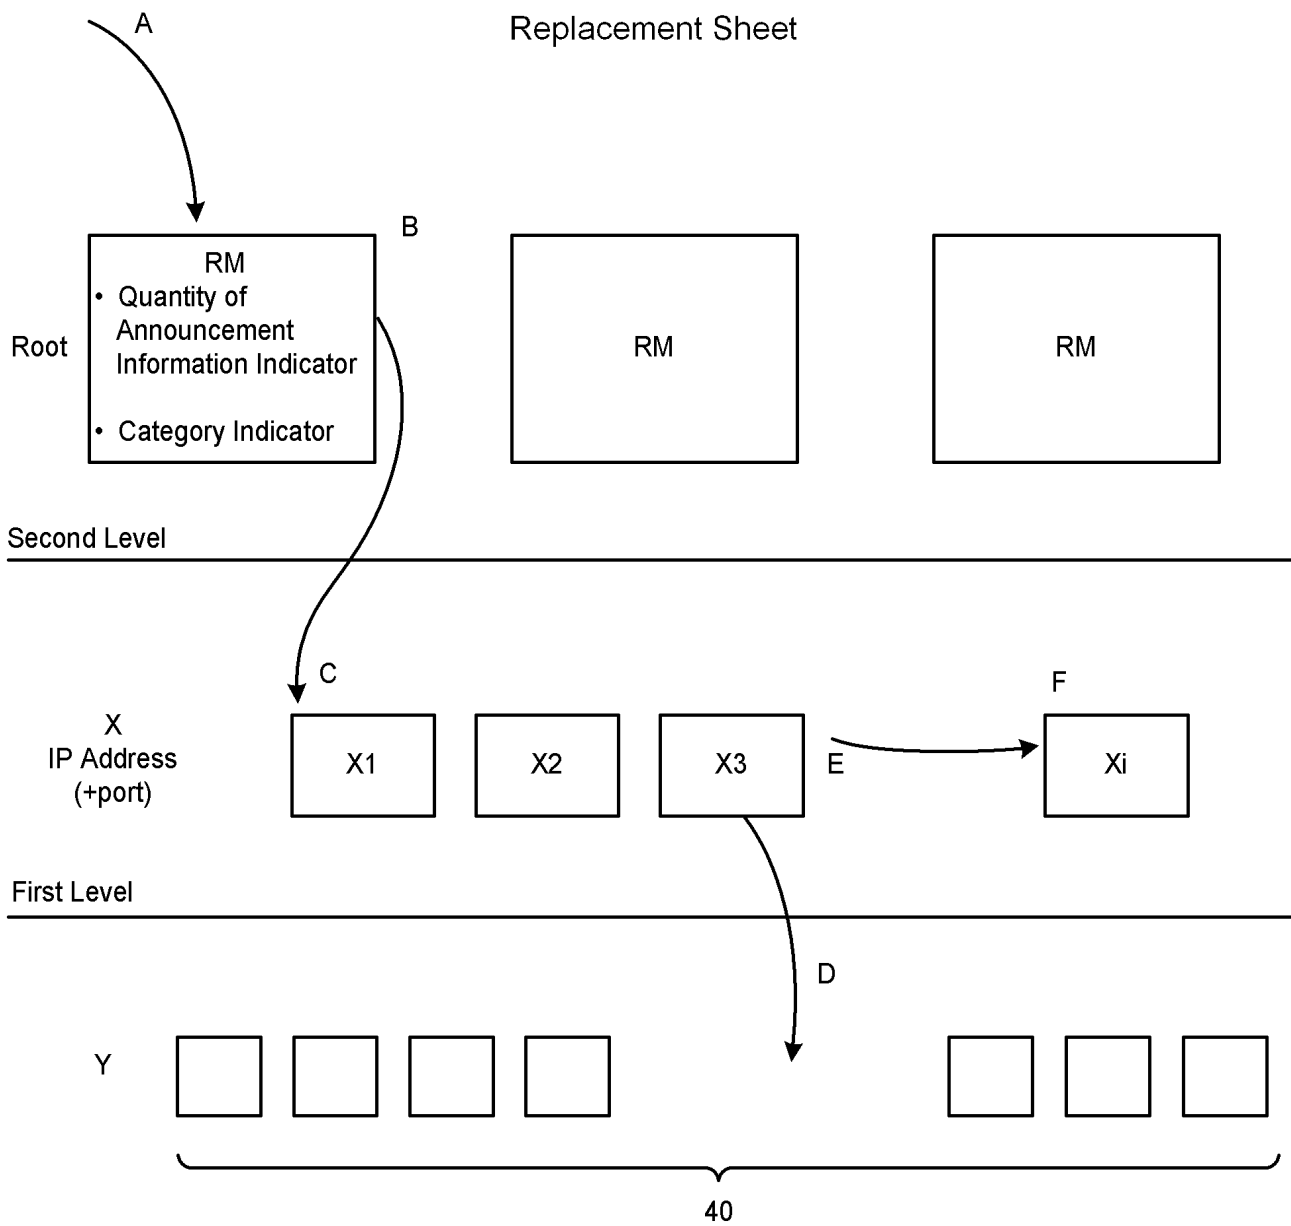 A
Replacement Sheet
B
RM
• Quantity of
Announcement
Information Indicator
• Category Indicator
Root
RM
RM
Second Level
C
F
X
IP Address
(+port)
X1
X2
X3
E
Xi
First Level
D
Y
40